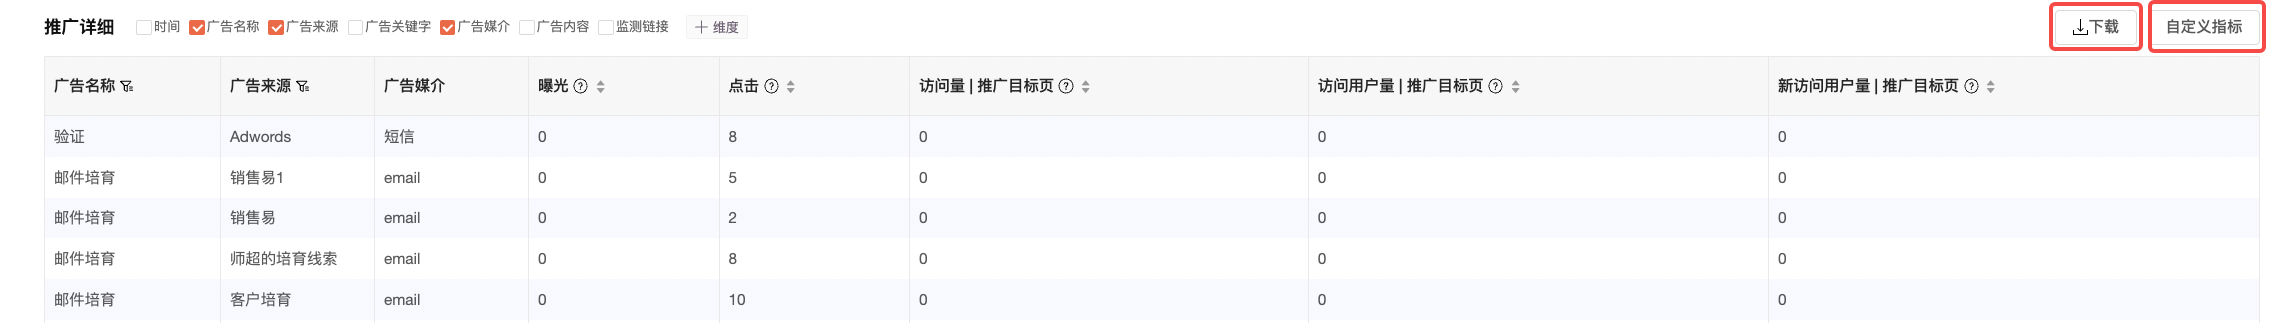 推广详细 时间 广告名称 广告来源 广告关键字 广告媒介 广告内容 监测链接 + 维度 下载 自定义指标
广告名称 广告来源 广告媒介 曝光 ? 点击 ? 访问量 | 推广目标页 ? 访问用户量 | 推广目标页 ? 新访问用户量 | 推广目标页 ?
验证 Adwords 短信 0 8 0 0 0
邮件培育 销售易1 email 0 5 0 0 0
邮件培育 销售易 email 0 2 0 0 0
邮件培育 师超的培育线索 email 0 8 0 0 0
邮件培育 客户培育 email 0 10 0 0 0